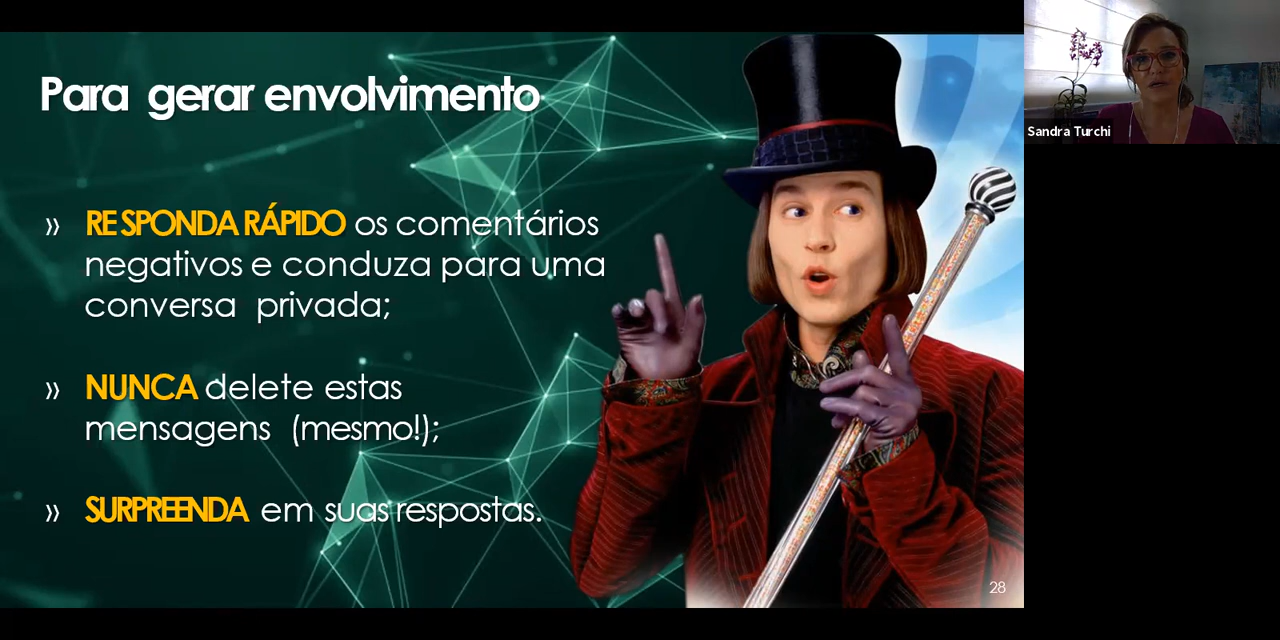 Para gerar envolvimento
» RESPONDA RÁPIDO os comentários
negativos e conduza para uma
conversa privada;
» NUNCA delete estas
mensagens (mesmo!);
» SURPREENDA em suas respostas.
28
Sandra Turchi